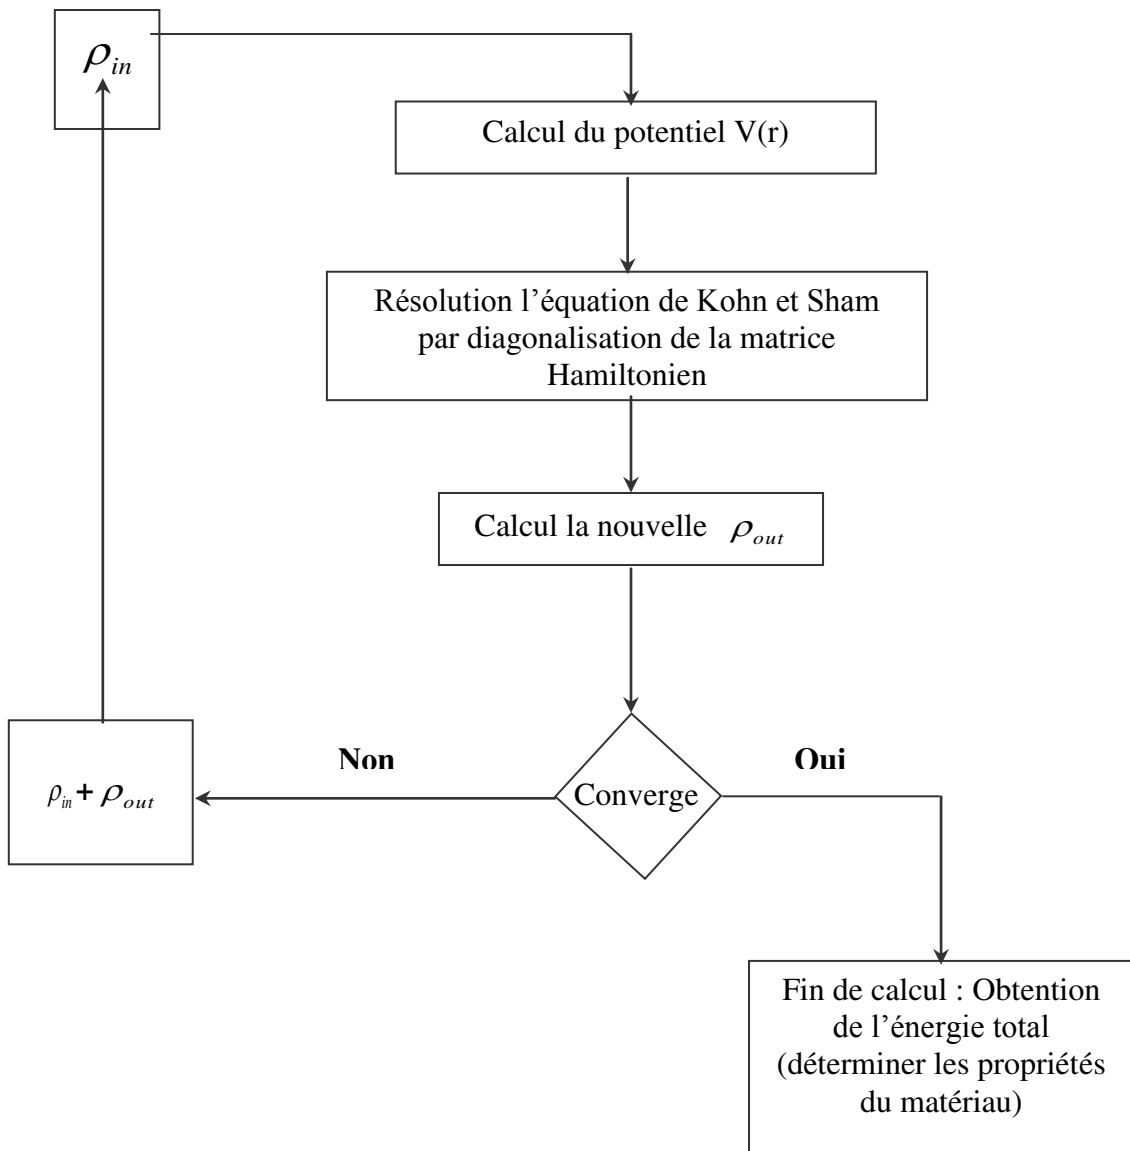 ρin
Calcul du potentiel V(r)
Résolution l’équation de Kohn et Sham
par diagonalisation de la matrice
Hamiltonien
Calcul la nouvelle ρout
Non
Oui
ρin + ρout
Converge
Fin de calcul : Obtention
de l’énergie total
(déterminer les propriétés
du matériau)